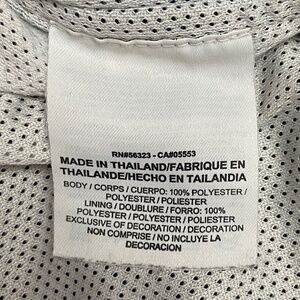 RN#56323 - CA#05553
MADE IN THAILAND/FABRIQUE EN
THAILANDE/HECHO EN TAILANDIA
BODY / CORPS / CUERPO: 100% POLYESTER /
POLYESTER / POLIESTER
LINING / DOUBLURE / FORRO: 100%
POLYESTER / POLYESTER / POLIESTER
EXCLUSIVE OF DECORATION / DECORATION
NON COMPRISE / NO INCLUYE LA
DECORACION